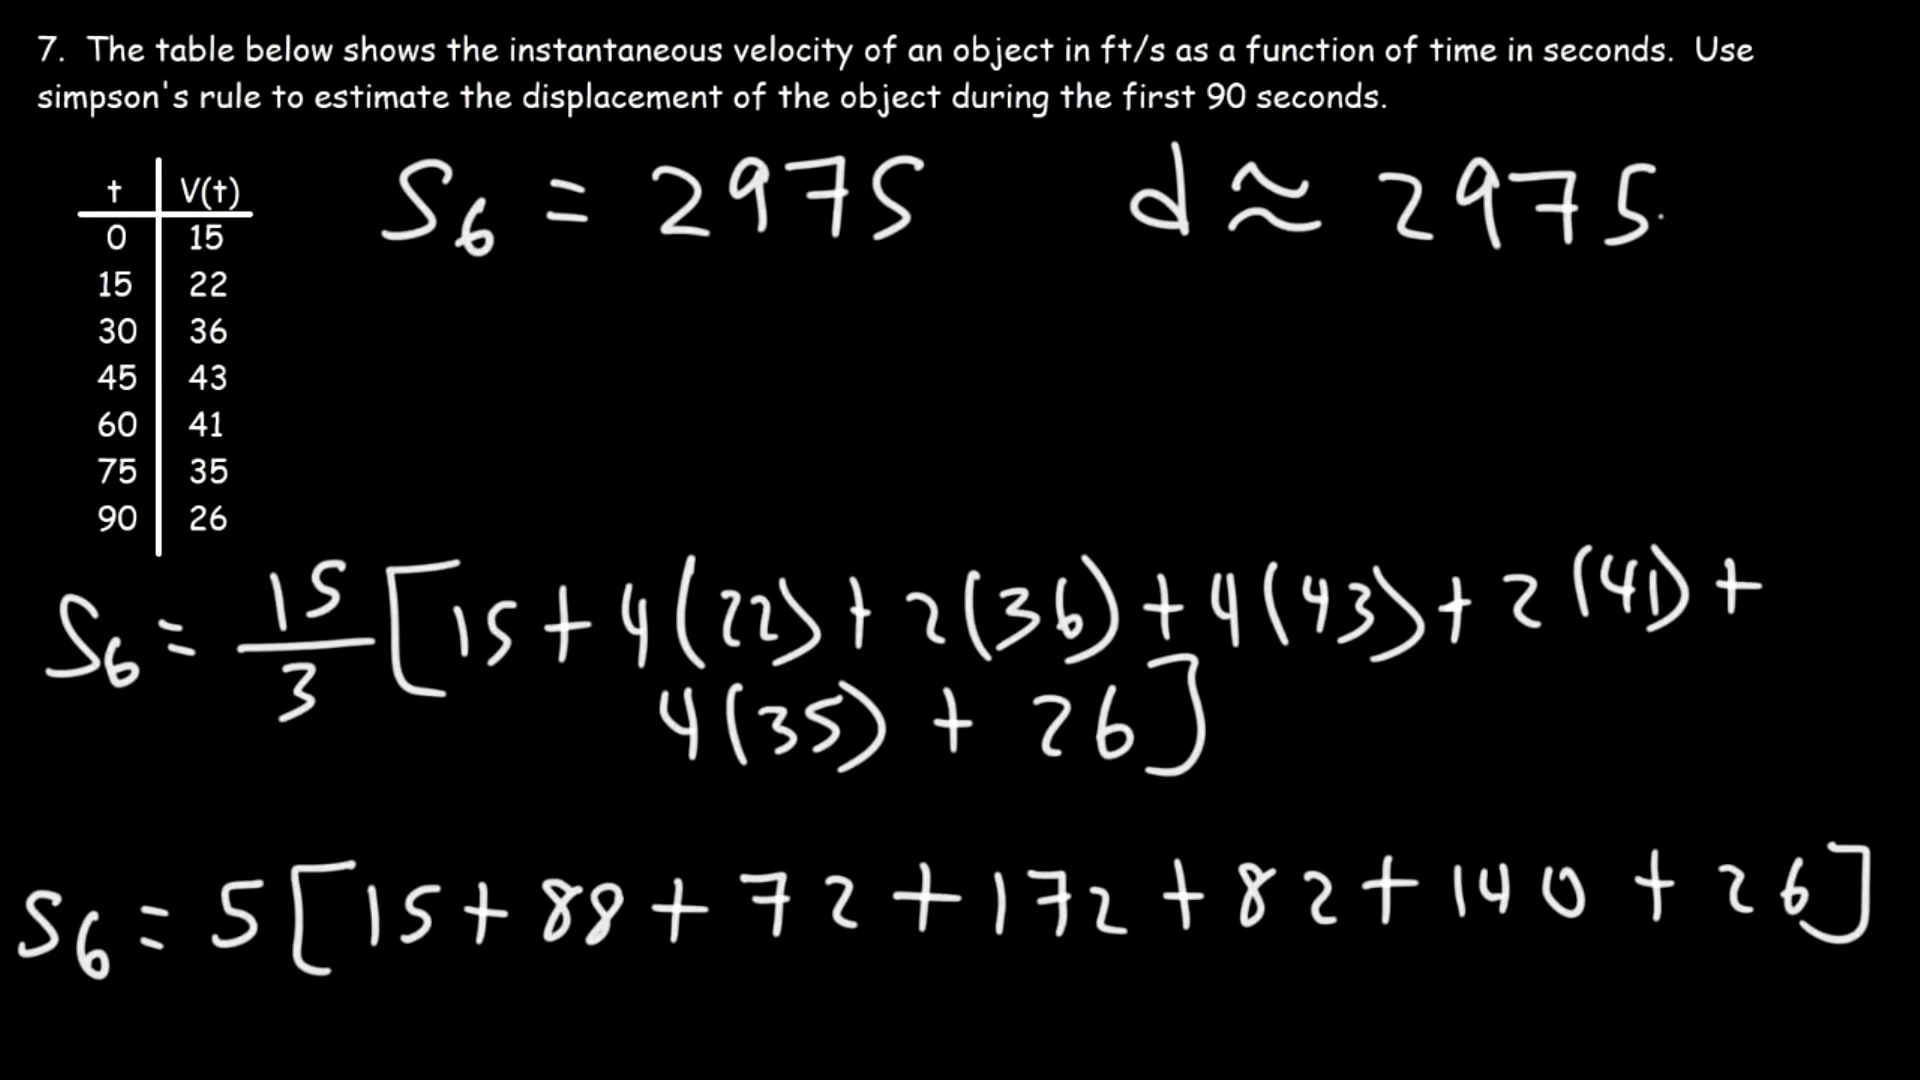 7. The table below shows the instantaneous velocity of an object in ft/s as a function of time in seconds. Use
simpson's rule to estimate the displacement of the object during the first 90 seconds.
t V(t)
0 15
15 22
30 36
45 43
60 41
75 35
90 26
S₆ = 2975 d ≈ 2975
S₆ = 15/3 [15 + 4(22) + 2(36) + 4(43) + 2(41) +
4(35) + 26]
S₆ = 5[15 + 88 + 72 + 172 + 82 + 140 + 26]